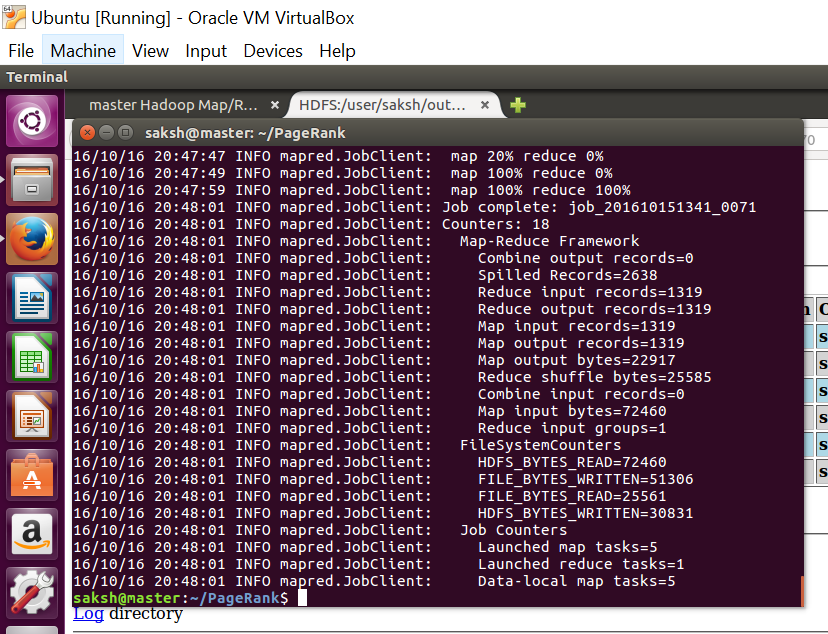 Ubuntu [Running] - Oracle VM VirtualBox
File Machine View Input Devices Help
Terminal
master Hadoop Map/R... × HDFS:/user/saksh/out... ×
saksh@master: ~/PageRank
16/10/16 20:47:47 INFO mapred.JobClient:  map 20% reduce 0%
16/10/16 20:47:49 INFO mapred.JobClient:  map 100% reduce 0%
16/10/16 20:47:59 INFO mapred.JobClient:  map 100% reduce 100%
16/10/16 20:48:01 INFO mapred.JobClient: Job complete: job_201610151341_0071
16/10/16 20:48:01 INFO mapred.JobClient: Counters: 18
16/10/16 20:48:01 INFO mapred.JobClient:   Map-Reduce Framework
16/10/16 20:48:01 INFO mapred.JobClient:     Combine output records=0
16/10/16 20:48:01 INFO mapred.JobClient:     Spilled Records=2638
16/10/16 20:48:01 INFO mapred.JobClient:     Reduce input records=1319
16/10/16 20:48:01 INFO mapred.JobClient:     Reduce output records=1319
16/10/16 20:48:01 INFO mapred.JobClient:     Map input records=1319
16/10/16 20:48:01 INFO mapred.JobClient:     Map output records=1319
16/10/16 20:48:01 INFO mapred.JobClient:     Map output bytes=22917
16/10/16 20:48:01 INFO mapred.JobClient:     Reduce shuffle bytes=25585
16/10/16 20:48:01 INFO mapred.JobClient:     Combine input records=0
16/10/16 20:48:01 INFO mapred.JobClient:     Map input bytes=72460
16/10/16 20:48:01 INFO mapred.JobClient:     Reduce input groups=1
16/10/16 20:48:01 INFO mapred.JobClient:   FileSystemCounters
16/10/16 20:48:01 INFO mapred.JobClient:     HDFS_BYTES_READ=72460
16/10/16 20:48:01 INFO mapred.JobClient:     FILE_BYTES_WRITTEN=51306
16/10/16 20:48:01 INFO mapred.JobClient:     FILE_BYTES_READ=25561
16/10/16 20:48:01 INFO mapred.JobClient:     HDFS_BYTES_WRITTEN=30831
16/10/16 20:48:01 INFO mapred.JobClient:   Job Counters
16/10/16 20:48:01 INFO mapred.JobClient:     Launched map tasks=5
16/10/16 20:48:01 INFO mapred.JobClient:     Launched reduce tasks=1
16/10/16 20:48:01 INFO mapred.JobClient:     Data-local map tasks=5
saksh@master:~/PageRank$
Log directory